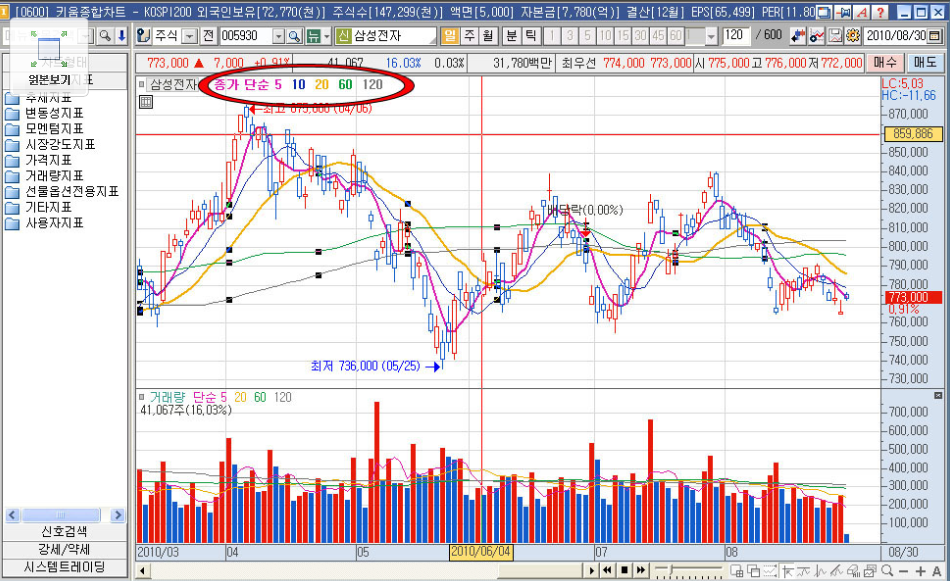 [0600] 키움종합차트 - KOSPI200 외국인보유[72,770(천)] 주식수[147,299(천)] 액면[5,000] 자본금[7,780(억)] 결산[12월] EPS[65,499] PER[11.80
주식 전 005930 뉴 신 삼성전자 일 주 월 분 틱 1 3 5 10 15 30 45 60 120 / 600 2010/08/30
원본보기
773,000 ▲ 7,000 +0.91% 41,067 16.03% 0.03% 31,780백만 최우선 774,000 773,000 시 775,000 고 776,000 저 772,000 매수 매도
추세지표
변동성지표
모멘텀지표
시장강도지표
가격지표
거래량지표
선물옵션전용지표
기타지표
사용자지표
신호검색
강세/약세
시스템트레이딩
삼성전자 종가 단순 5 10 20 60 120
LC:5,03
HC:-11,66
최고 875,000 (04/06)
배당락(0,00%)
최저 736,000 (05/25)
870,000
859,886
850,000
840,000
830,000
820,000
810,000
800,000
790,000
780,000
773,000
0,91%
760,000
750,000
740,000
730,000
거래량 단순 5 20 60 120
41,067주(16,03%)
700,000
600,000
500,000
400,000
300,000
200,000
100,000
2010/03 04 05 2010/06/04 07 08 08/30